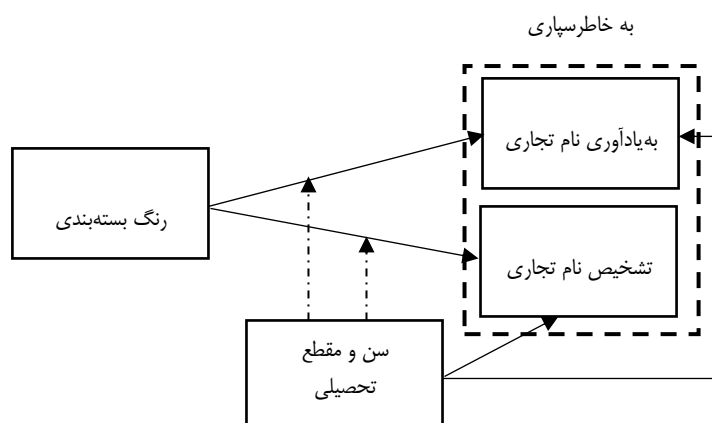 به خاطرسپاری
به‌یادآوری نام تجاری
رنگ بسته‌بندی
تشخیص نام تجاری
سن و مقطع
تحصیلی